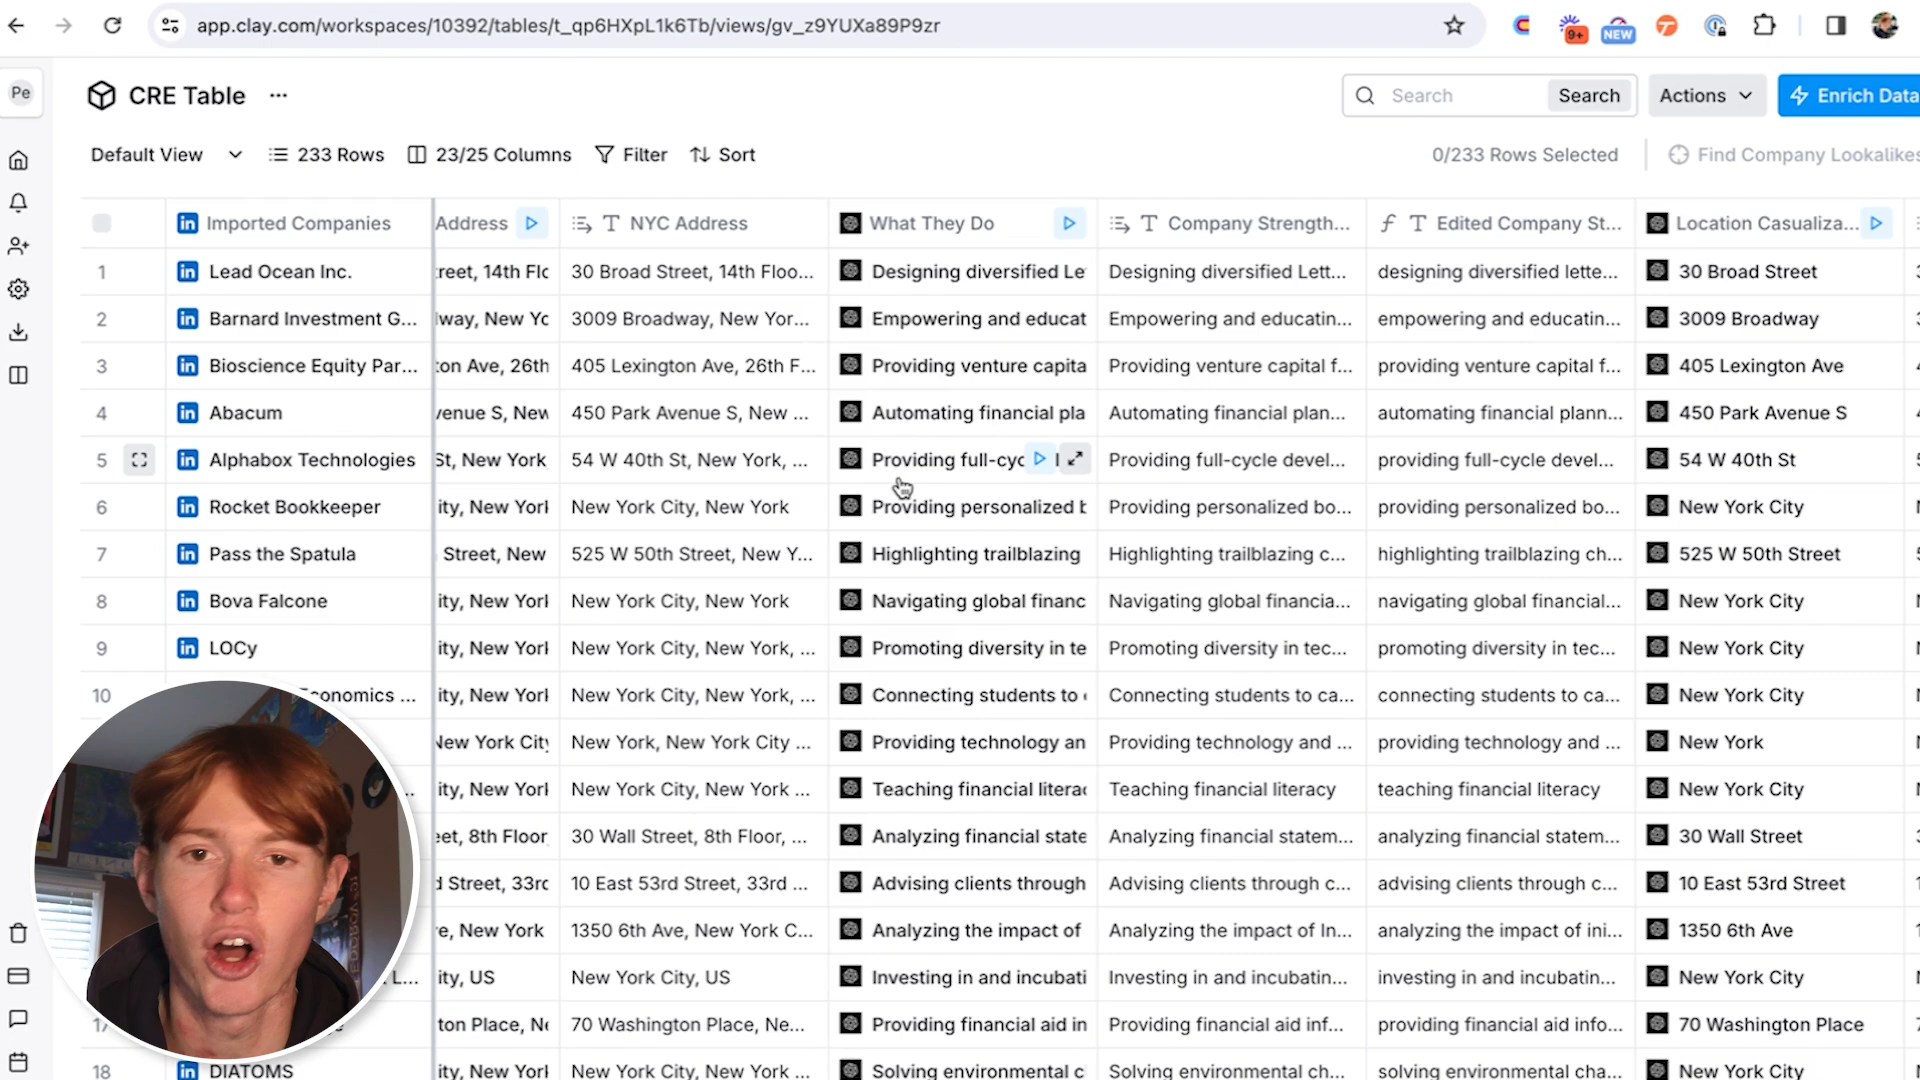 app.clay.com/workspaces/10392/tables/t_qp6HXpL1k6Tb/views/gv_z9YUXa89P9zr
9+ NEW
Pe CRE Table ... Search Search Actions Enrich Data
Default View 233 Rows 23/25 Columns Filter Sort 0/233 Rows Selected Find Company Lookalikes
Imported Companies Address NYC Address What They Do Company Strength... Edited Company St... Location Casualiza...
1 Lead Ocean Inc. treet, 14th Flo 30 Broad Street, 14th Floo... Designing diversified Le Designing diversified Lett... designing diversified lette... 30 Broad Street
2 Barnard Investment G... way, New Yo 3009 Broadway, New Yor... Empowering and educat Empowering and educatin... empowering and educatin... 3009 Broadway
3 Bioscience Equity Par... ton Ave, 26th 405 Lexington Ave, 26th F... Providing venture capita Providing venture capital f... providing venture capital f... 405 Lexington Ave
4 Abacum venue S, New 450 Park Avenue S, New ... Automating financial pla Automating financial plan... automating financial plann... 450 Park Avenue S
5 Alphabox Technologies St, New York 54 W 40th St, New York, ... Providing full-cyc Providing full-cycle devel... providing full-cycle devel... 54 W 40th St
6 Rocket Bookkeeper ity, New York New York City, New York Providing personalized b Providing personalized bo... providing personalized bo... New York City
7 Pass the Spatula Street, New 525 W 50th Street, New Y... Highlighting trailblazing Highlighting trailblazing c... highlighting trailblazing ch... 525 W 50th Street
8 Bova Falcone ity, New York New York City, New York Navigating global financ Navigating global financia... navigating global financial... New York City
9 LOCy ity, New York New York City, New York, ... Promoting diversity in te Promoting diversity in tec... promoting diversity in tec... New York City
10 Economics ... ity, New York New York City, New York, ... Connecting students to Connecting students to ca... connecting students to ca... New York City
New York City New York, New York City ... Providing technology an Providing technology and ... providing technology and ... New York
ity, New York New York City, New York ... Teaching financial literac Teaching financial literacy teaching financial literacy New York City
eet, 8th Floor, 30 Wall Street, 8th Floor, ... Analyzing financial state Analyzing financial statem... analyzing financial statem... 30 Wall Street
d Street, 33rd 10 East 53rd Street, 33rd ... Advising clients through Advising clients through c... advising clients through c... 10 East 53rd Street
e, New York 1350 6th Ave, New York C... Analyzing the impact of Analyzing the impact of In... analyzing the impact of ini... 1350 6th Ave
L... ity, US New York City, US Investing in and incubati Investing in and incubatin... investing in and incubatin... New York City
17 ton Place, Ne 70 Washington Place, Ne... Providing financial aid in Providing financial aid inf... providing financial aid info... 70 Washington Place
18 DIATOMS ity, New York New York City, New York ... Solving environmental c Solving environmental ch... solving environmental cha... New York City